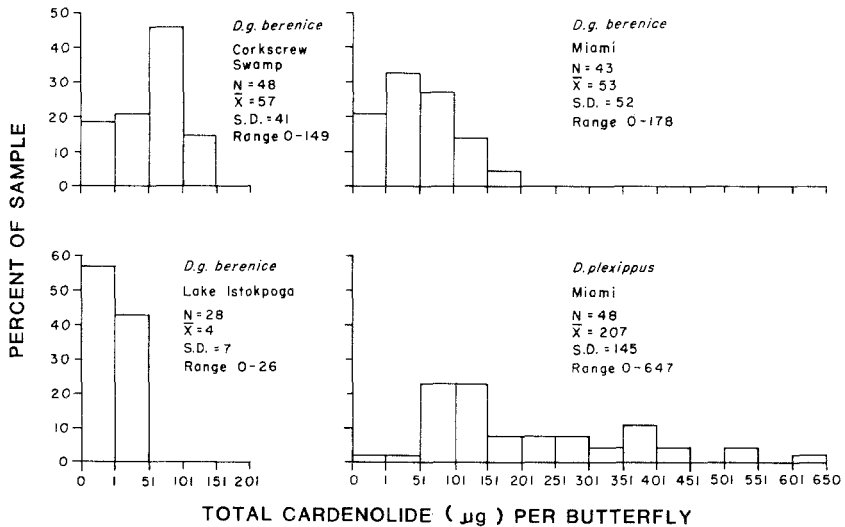 PERCENT OF SAMPLE
50
40
30
20
10
0
D.g. berenice
Corkscrew
Swamp
N = 48
X̅ = 57
S.D. = 41
Range 0-149
D.g. berenice
Miami
N = 43
X̅ = 53
S.D. = 52
Range 0-178
60
50
40
30
20
10
0
D.g. berenice
Lake Istokpoga
N = 28
X̅ = 4
S.D. = 7
Range 0-26
D. plexippus
Miami
N = 48
X̅ = 207
S.D. = 145
Range 0-647
0 1 51 101 151 201
0 1 51 101 151 201 251 301 351 401 451 501 551 601 650
TOTAL CARDENOLIDE (μg) PER BUTTERFLY